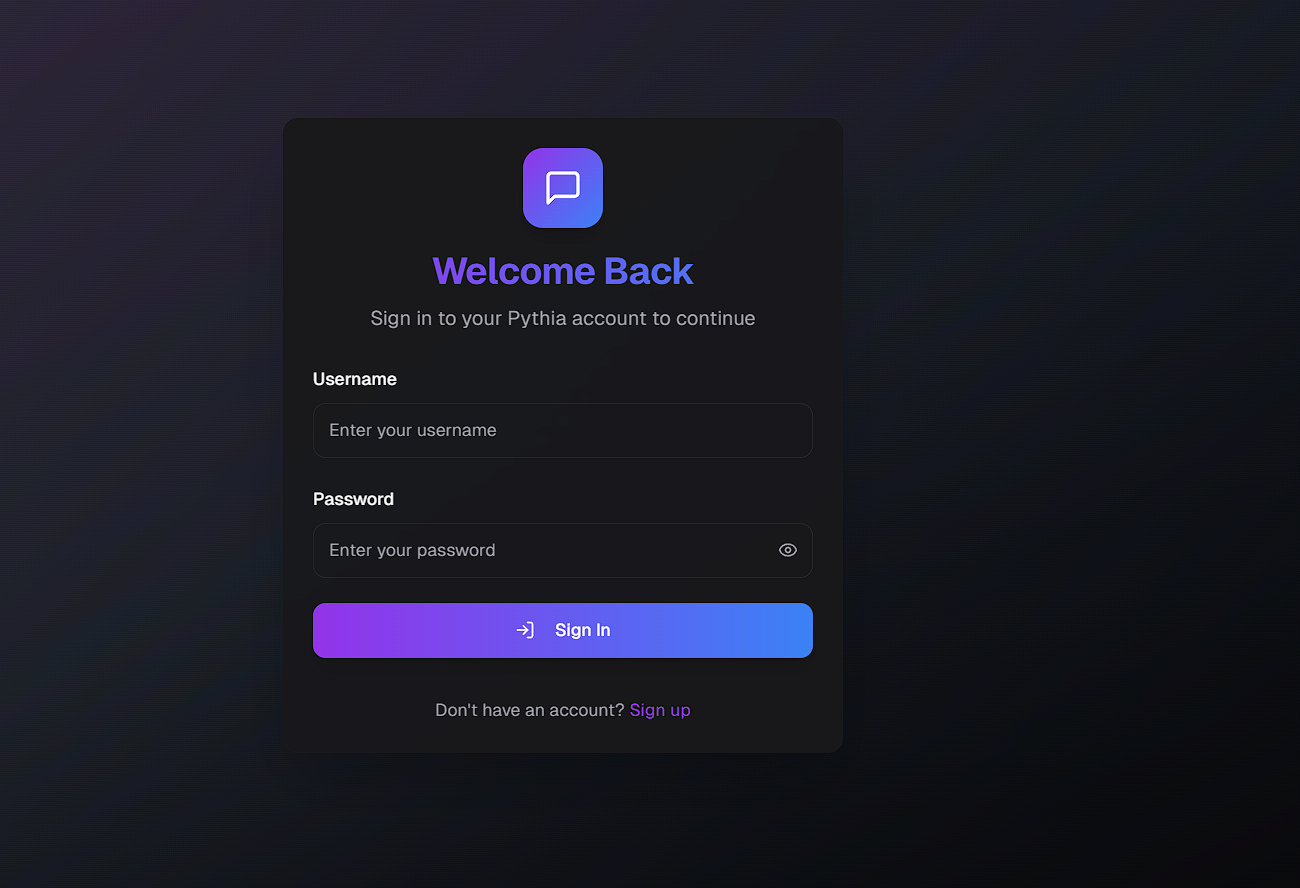 Welcome Back
Sign in to your Pythia account to continue
Username
Enter your username
Password
Enter your password
Sign In
Don't have an account? Sign up